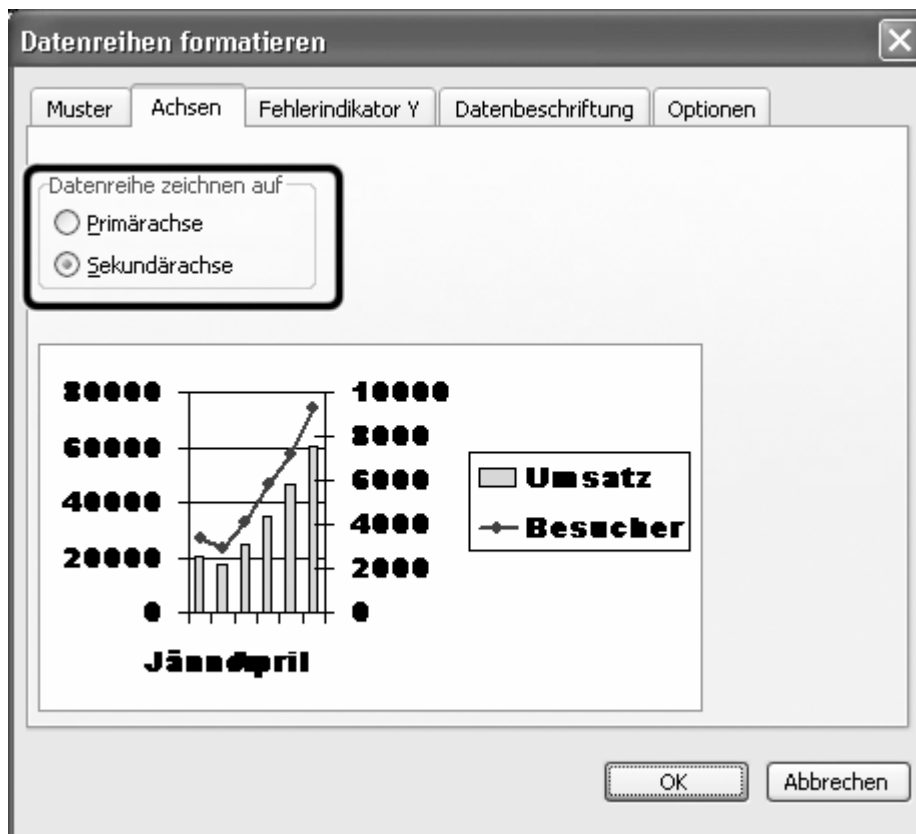 Datenreihen formatieren
Muster Achsen Fehlerindikator Y Datenbeschriftung Optionen
Datenreihe zeichnen auf
Primärachse
Sekundärachse
80000
60000
40000
20000
0
10000
8000
6000
4000
2000
0
Umsatz
Besucher
April
OK Abbrechen